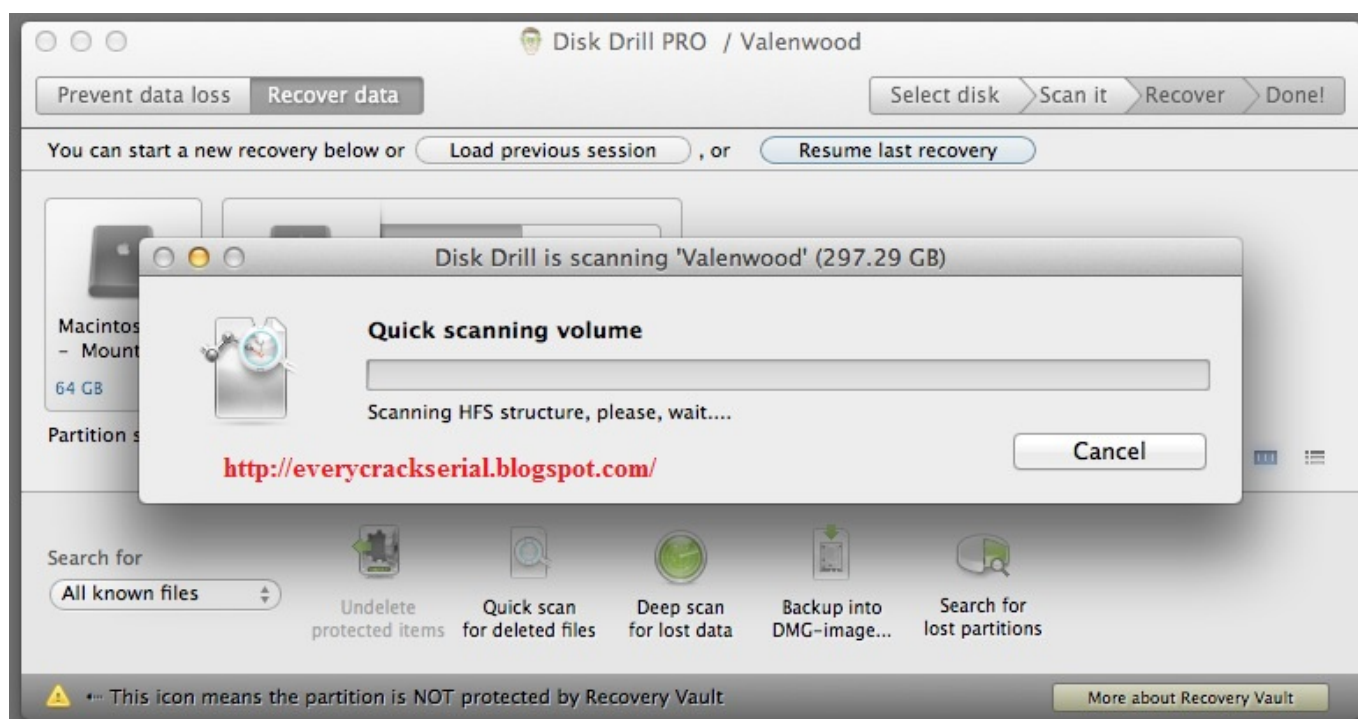 Disk Drill PRO / Valenwood
Prevent data loss Recover data
Select disk Scan it Recover Done!
You can start a new recovery below or Load previous session , or Resume last recovery
Disk Drill is scanning 'Valenwood' (297.29 GB)
Quick scanning volume
Scanning HFS structure, please, wait....
Cancel
http://everycrackserial.blogspot.com/
Macintos
- Mount
64 GB
Partition s
Search for
All known files
Undelete
protected items
Quick scan
for deleted files
Deep scan
for lost data
Backup into
DMG-image...
Search for
lost partitions
This icon means the partition is NOT protected by Recovery Vault
More about Recovery Vault